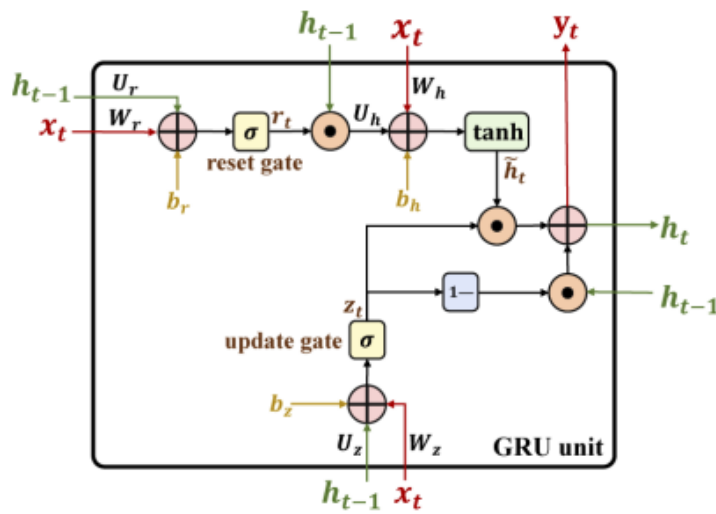 h_{t-1} x_t y_t
h_{t-1} U_r W_h
x_t W_r σ r_t U_h tanh
reset gate
b_r b_h h̃_t
h_t
z_t 1− h_{t-1}
update gate σ
b_z
U_z W_z GRU unit
h_{t-1} x_t